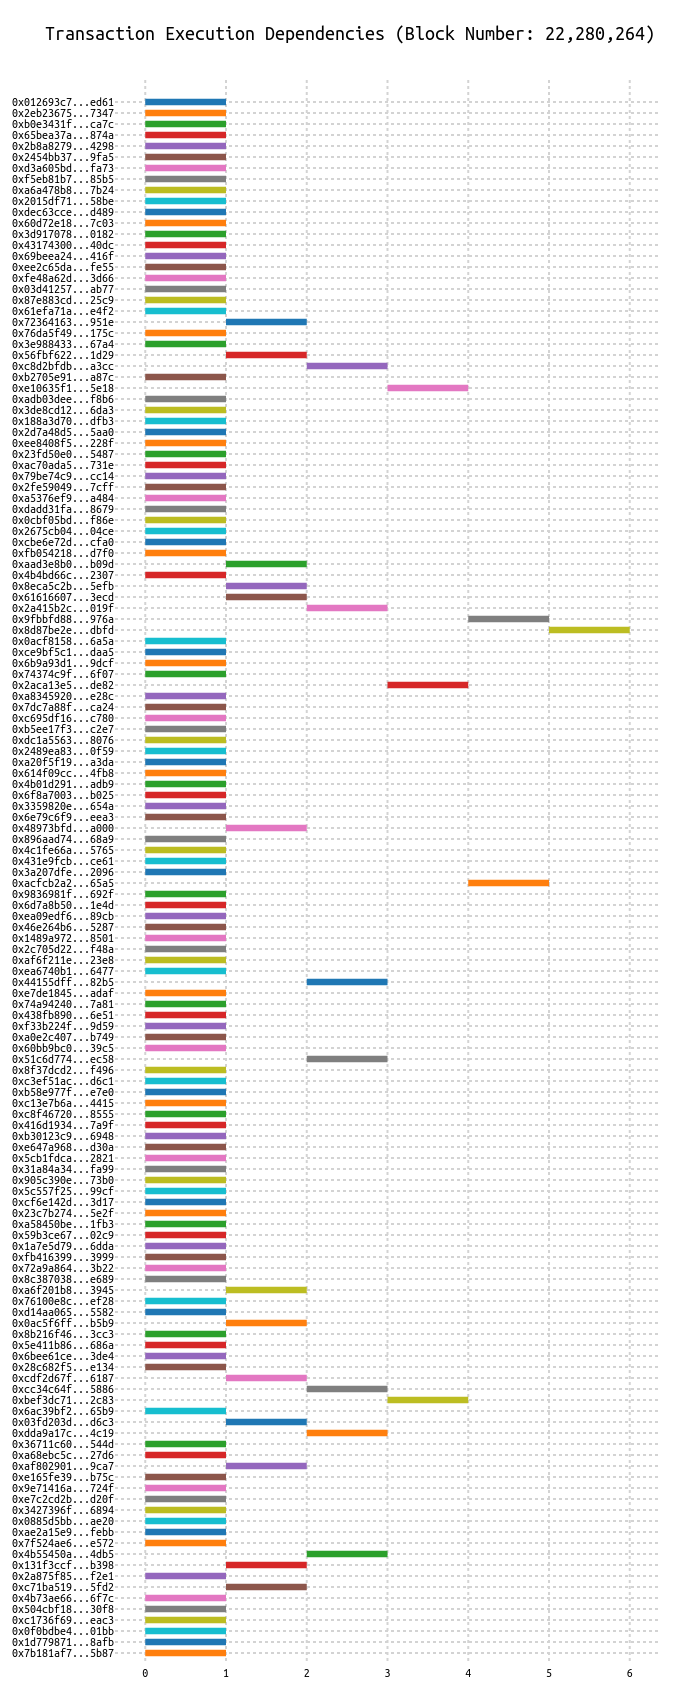 Transaction Execution Dependencies (Block Number: 22,280,264)
0x012693c7...ed61
0x2eb23675...7347
0xb0e3431f...ca7c
0x65bea37a...874a
0x2b8a8279...4298
0x2454bb37...9fa5
0xd3a605bd...fa73
0xf5eb81b7...85b5
0xa6a478b8...7b24
0x2015df71...58be
0xdec63cce...d489
0x60d72e18...7c03
0x3d917078...0182
0x43174300...40dc
0x69beea24...416f
0xee2c65da...fe55
0xfe48a62d...3d66
0x03d41257...ab77
0x87e883cd...25c9
0x61efa71a...e4f2
0x72364163...951e
0x76da5f49...175c
0x3e988433...67a4
0x56fbf622...1d29
0xc8d2bfdb...a3cc
0xb2705e91...a87c
0xe10635f1...5e18
0xadb03dee...f8b6
0x3de8cd12...6da3
0x188a3d70...dfb3
0x2d7a48d5...5aa0
0xee8408f5...228f
0x23fd50e0...5487
0xac70ada5...731e
0x79be74c9...cc14
0x2fe59049...7cff
0xa5376ef9...a484
0xdadd31fa...8679
0x0cbf05bd...f86e
0x2675cb04...04ce
0xcbe6e72d...cfa0
0xfb054218...d7f0
0xaad3e8b0...b09d
0x4b4bd66c...2307
0x8eca5c2b...5efb
0x61616607...3ecd
0x2a415b2c...019f
0x9fbbfd88...976a
0x8d87be2e...dbfd
0x0acf8158...6a5a
0xce9bf5c1...daa5
0x6b9a93d1...9dcf
0x74374c9f...6f07
0x2aca13e5...de82
0xa8345920...e28c
0x7dc7a88f...ca24
0xc695df16...c780
0xb5ee17f3...c2e7
0xdc1a5563...8076
0x2489ea83...0f59
0xa20f5f19...a3da
0x614f09cc...4fb8
0x4b01d291...adb9
0x6f8a7003...b025
0x3359820e...654a
0x6e79c6f9...eea3
0x48973bfd...a000
0x896aad74...68a9
0x4c1fe66a...5765
0x431e9fcb...ce61
0x3a207dfe...2096
0xacfcb2a2...65a5
0x9836981f...692f
0x6d7a8b50...1e4d
0xea09edf6...89cb
0x46e264b6...5287
0x1489a972...8501
0x2c705d22...f48a
0xaf6f211e...23e8
0xea6740b1...6477
0x44155dff...82b5
0xe7de1845...adaf
0x74a94240...7a81
0x438fb890...6e51
0xf33b224f...9d59
0xa0e2c407...b749
0x60bb9bc0...39c5
0x51c6d774...ec58
0x8f37dcd2...f496
0xc3ef51ac...d6c1
0xb58e977f...e7e0
0xc13e7b6a...4415
0xc8f46720...8555
0x416d1934...7a9f
0xb30123c9...6948
0xe647a968...d30a
0x5cb1fdca...2821
0x31a84a34...fa99
0x905c390e...73b0
0x5c557f25...99cf
0xcf6e142d...3d17
0x23c7b274...5e2f
0xa58450be...1fb3
0x59b3ce67...02c9
0x1a7e5d79...6dda
0xfb416399...3999
0x72a9a864...3b22
0x8c387038...e689
0xa6f201b8...3945
0x76100e8c...ef28
0xd14aa065...5582
0x0ac5f6ff...b5b9
0x8b216f46...3cc3
0x5e411b86...686a
0x6bee61ce...3de4
0x28c682f5...e134
0xcdf2d67f...6187
0xcc34c64f...5886
0xbef3dc71...2c83
0x6ac39bf2...65b9
0x03fd203d...d6c3
0xdda9a17c...4c19
0x36711c60...544d
0xa68ebc5c...27d6
0xaf802901...9ca7
0xe165fe39...b75c
0x9e71416a...724f
0xe7c2cd2b...d20f
0x3427396f...6894
0x0885d5bb...ae20
0xae2a15e9...febb
0x7f524ae6...e572
0x4b55450a...4db5
0x131f3ccf...b398
0x2a875f85...f2e1
0xc71ba519...5fd2
0x4b73ae66...6f7c
0x504cbf18...30f8
0xc1736f69...eac3
0x0f0bdbe4...01bb
0x1d779871...8afb
0x7b181af7...5b87
0 1 2 3 4 5 6